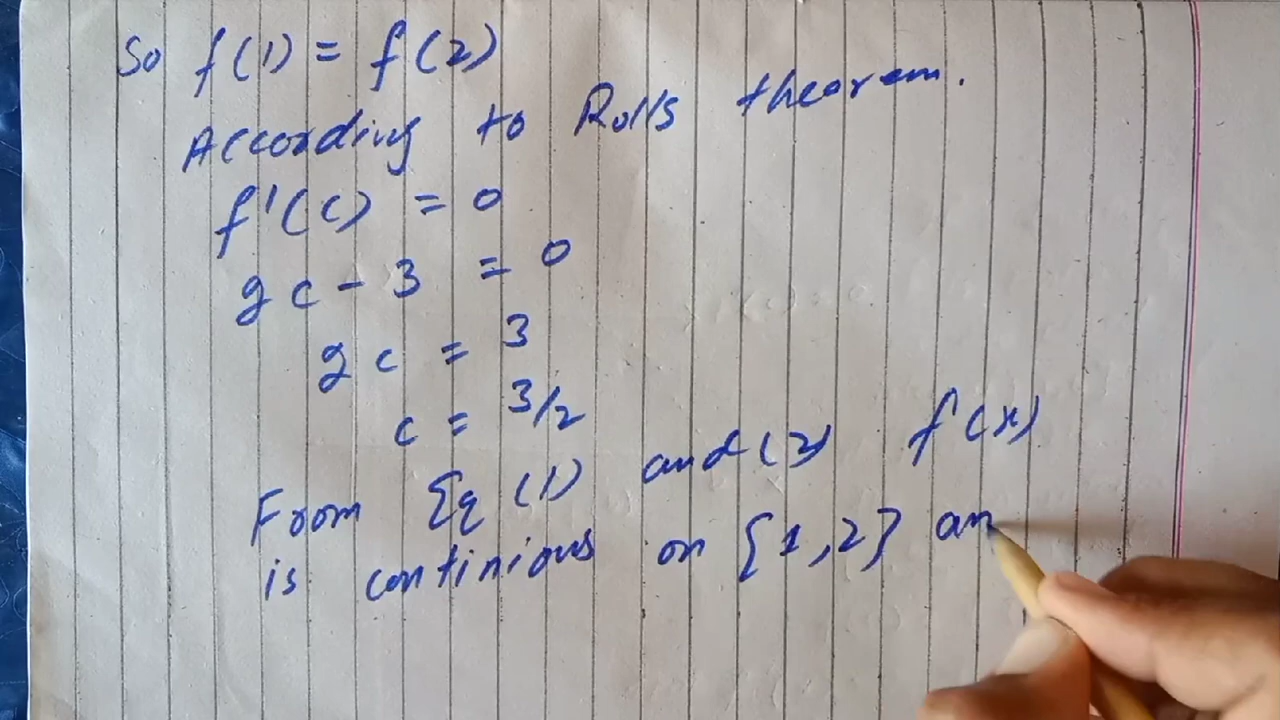 So f(1) = f(2)
According to Rolls theorem.
f'(c) = 0
2c - 3 = 0
2c = 3
c = 3/2
From Eq (1) and (2) f(x)
is continious on {1,2} an